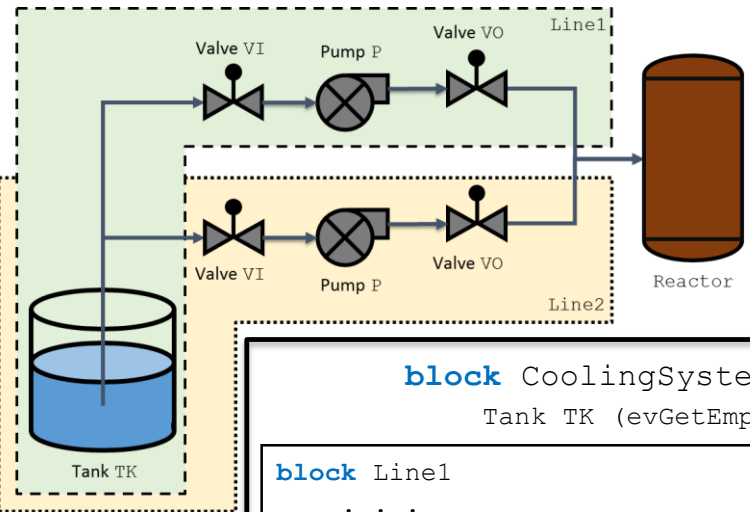 Line1
Valve VI
Pump P
Valve VO
Valve VI
Pump P
Valve VO
Line2
Reactor
Tank TK
block CoolingSyste
Tank TK (evGetEmp
block Line1
...